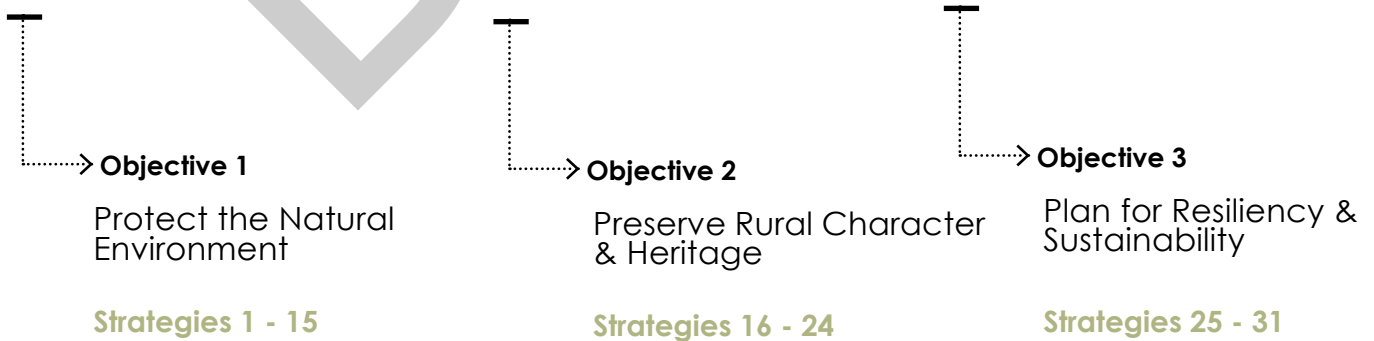 Objective 1
Protect the Natural
Environment
Strategies 1 - 15
Objective 2
Preserve Rural Character
& Heritage
Strategies 16 - 24
Objective 3
Plan for Resiliency &
Sustainability
Strategies 25 - 31